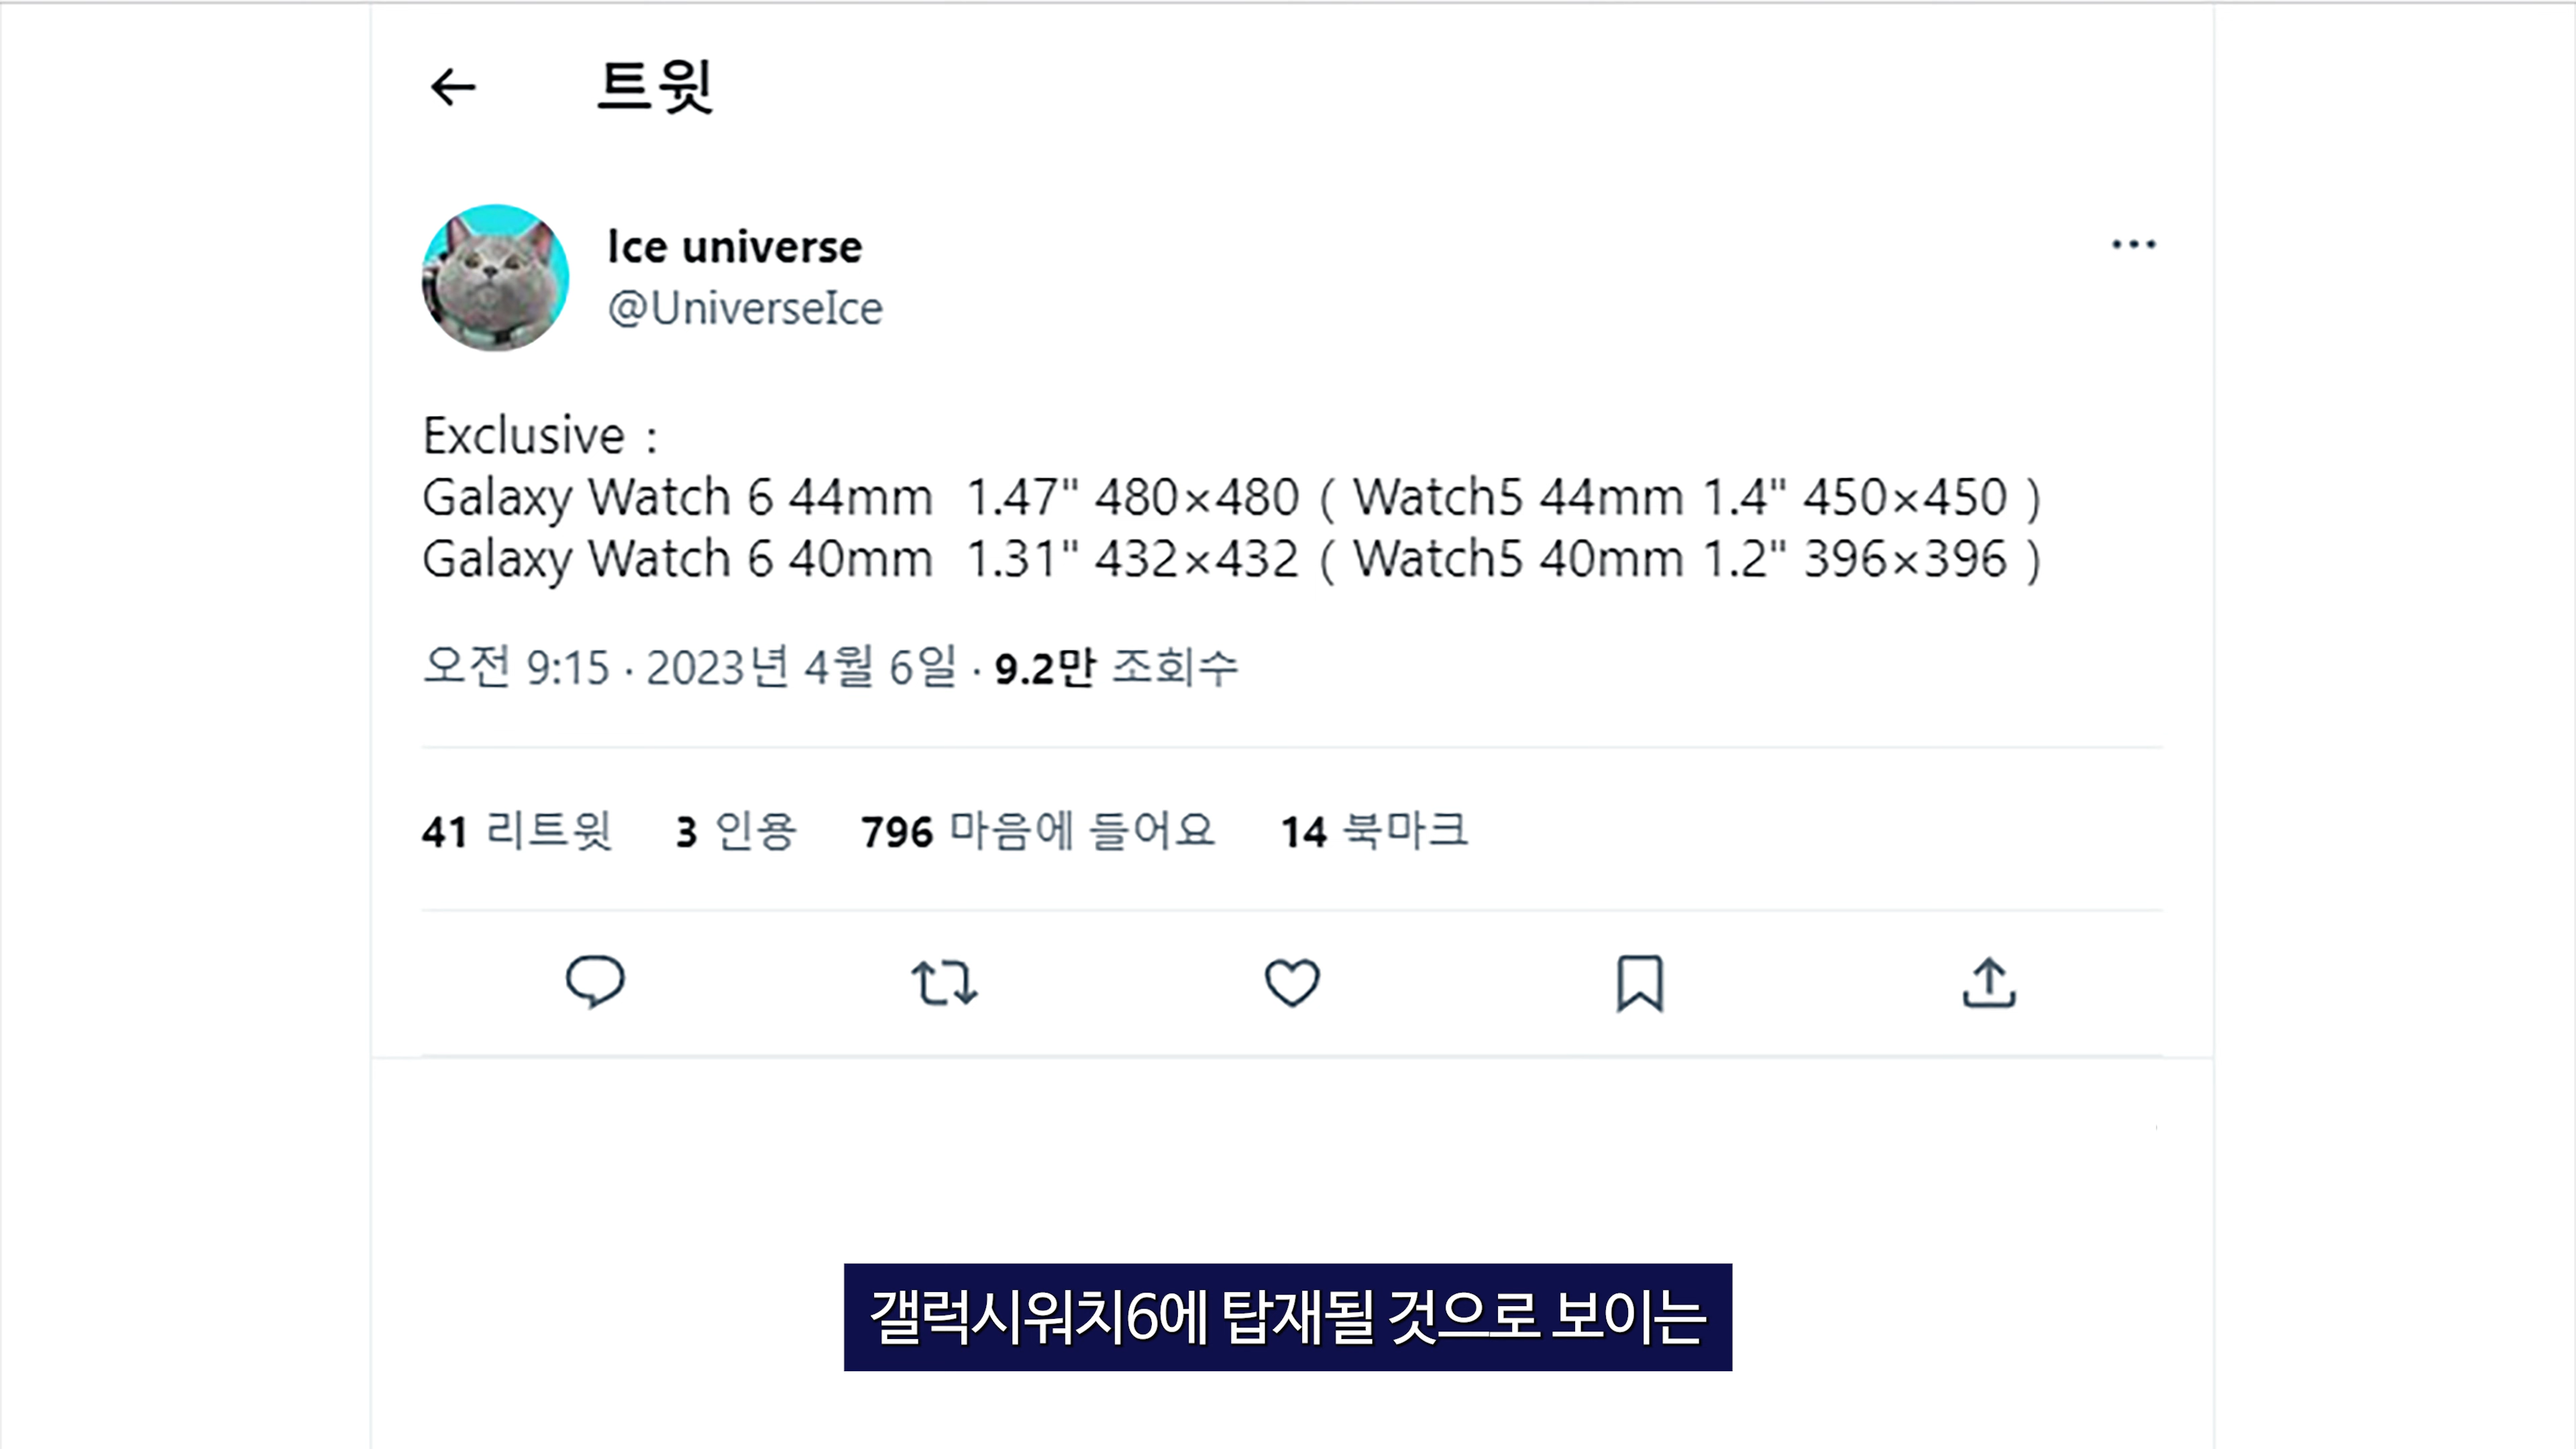 트윗
Ice universe
@UniverseIce
Exclusive :
Galaxy Watch 6 44mm  1.47" 480×480 ( Watch5 44mm 1.4" 450×450 )
Galaxy Watch 6 40mm  1.31" 432×432 ( Watch5 40mm 1.2" 396×396 )
오전 9:15 · 2023년 4월 6일 · 9.2만 조회수
41 리트윗 3 인용 796 마음에 들어요 14 북마크
갤럭시워치6에 탑재될 것으로 보이는